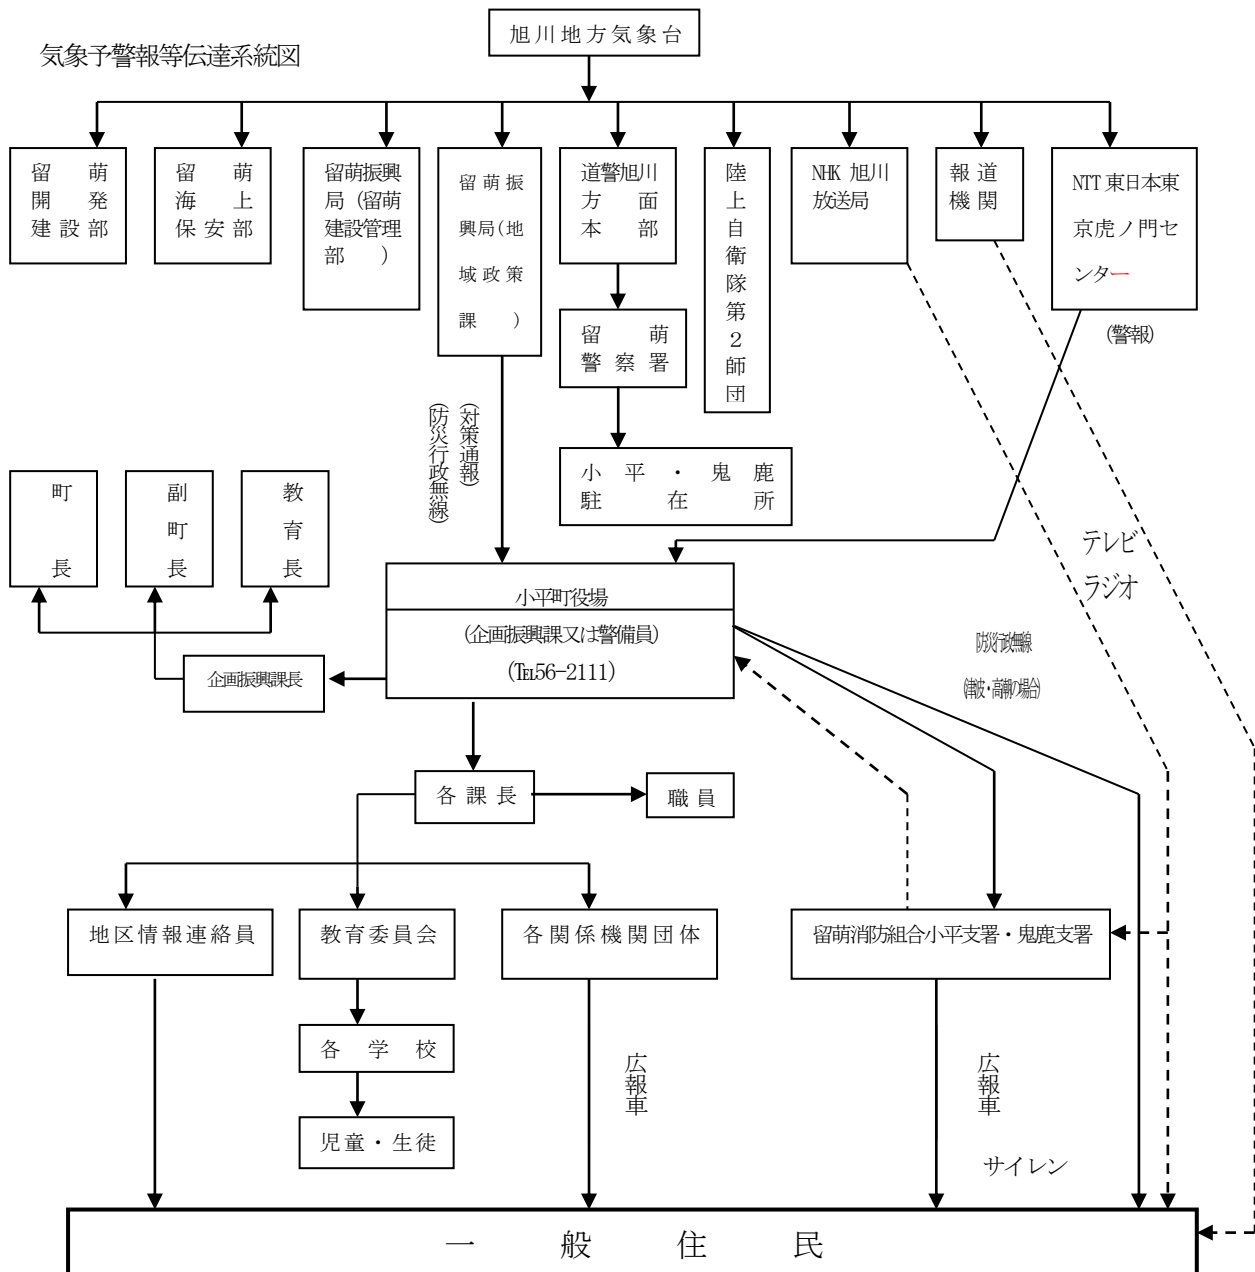 旭川地方気象台
気象予警報等伝達系統図
留萌
開発
建設部
留萌
海上
保安部
留萌振興
局（留萌
建設管理
部）
留萌振
興局(地
域政策
課）
道警旭川
方面
本部
陸上自衛隊第２師団
NHK 旭川
放送局
報道
機関
NTT 東日本東
京虎ノ門セ
ンター
(警報)
留萌
警察署
(対策通報)
(防災行政無線)
小平・鬼鹿
駐在所
町長
副町長
教育長
テレビ
ラジオ
小平町役場
(企画振興課又は警備員)
(℡56-2111)
防災行政無線
(津波・高潮の場合)
企画振興課長
各課長
職員
地区情報連絡員
教育委員会
各関係機関団体
留萌消防組合小平支署・鬼鹿支署
各学校
広報車
広報車
児童・生徒
サイレン
一般住民